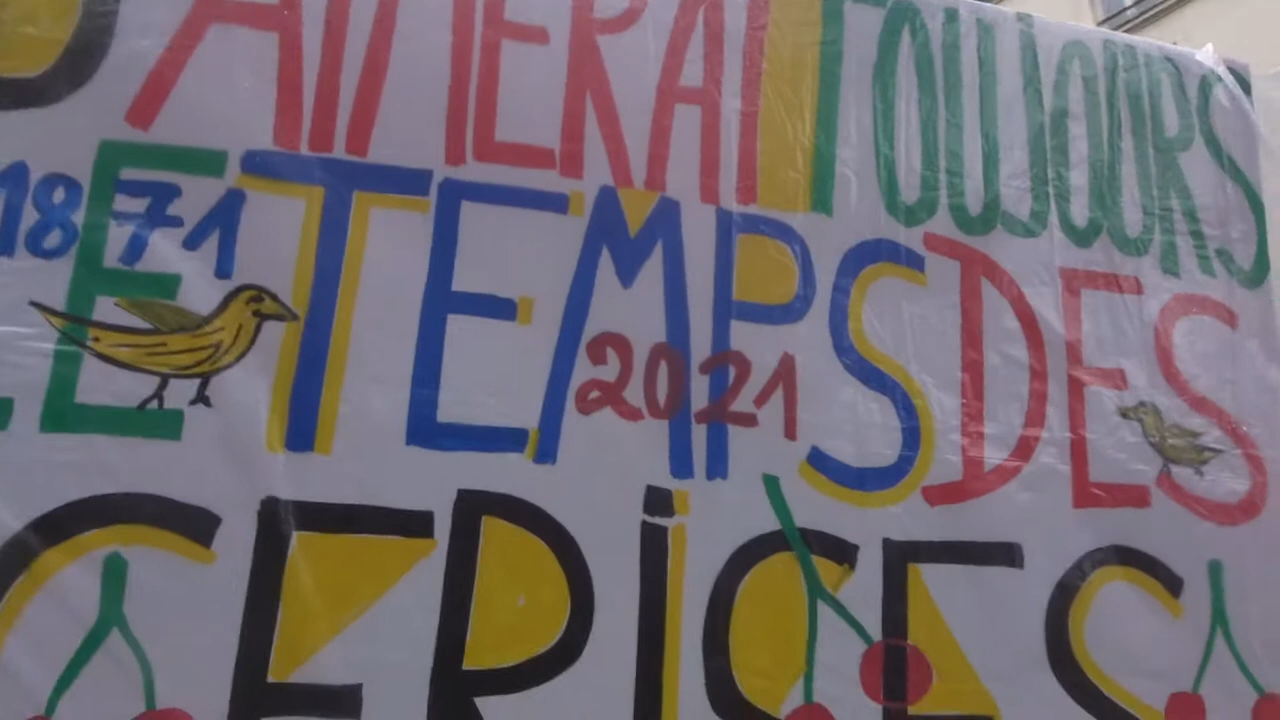 J'AIMERAI TOUJOURS
1871
LE TEMPS DES
2021
CERISES